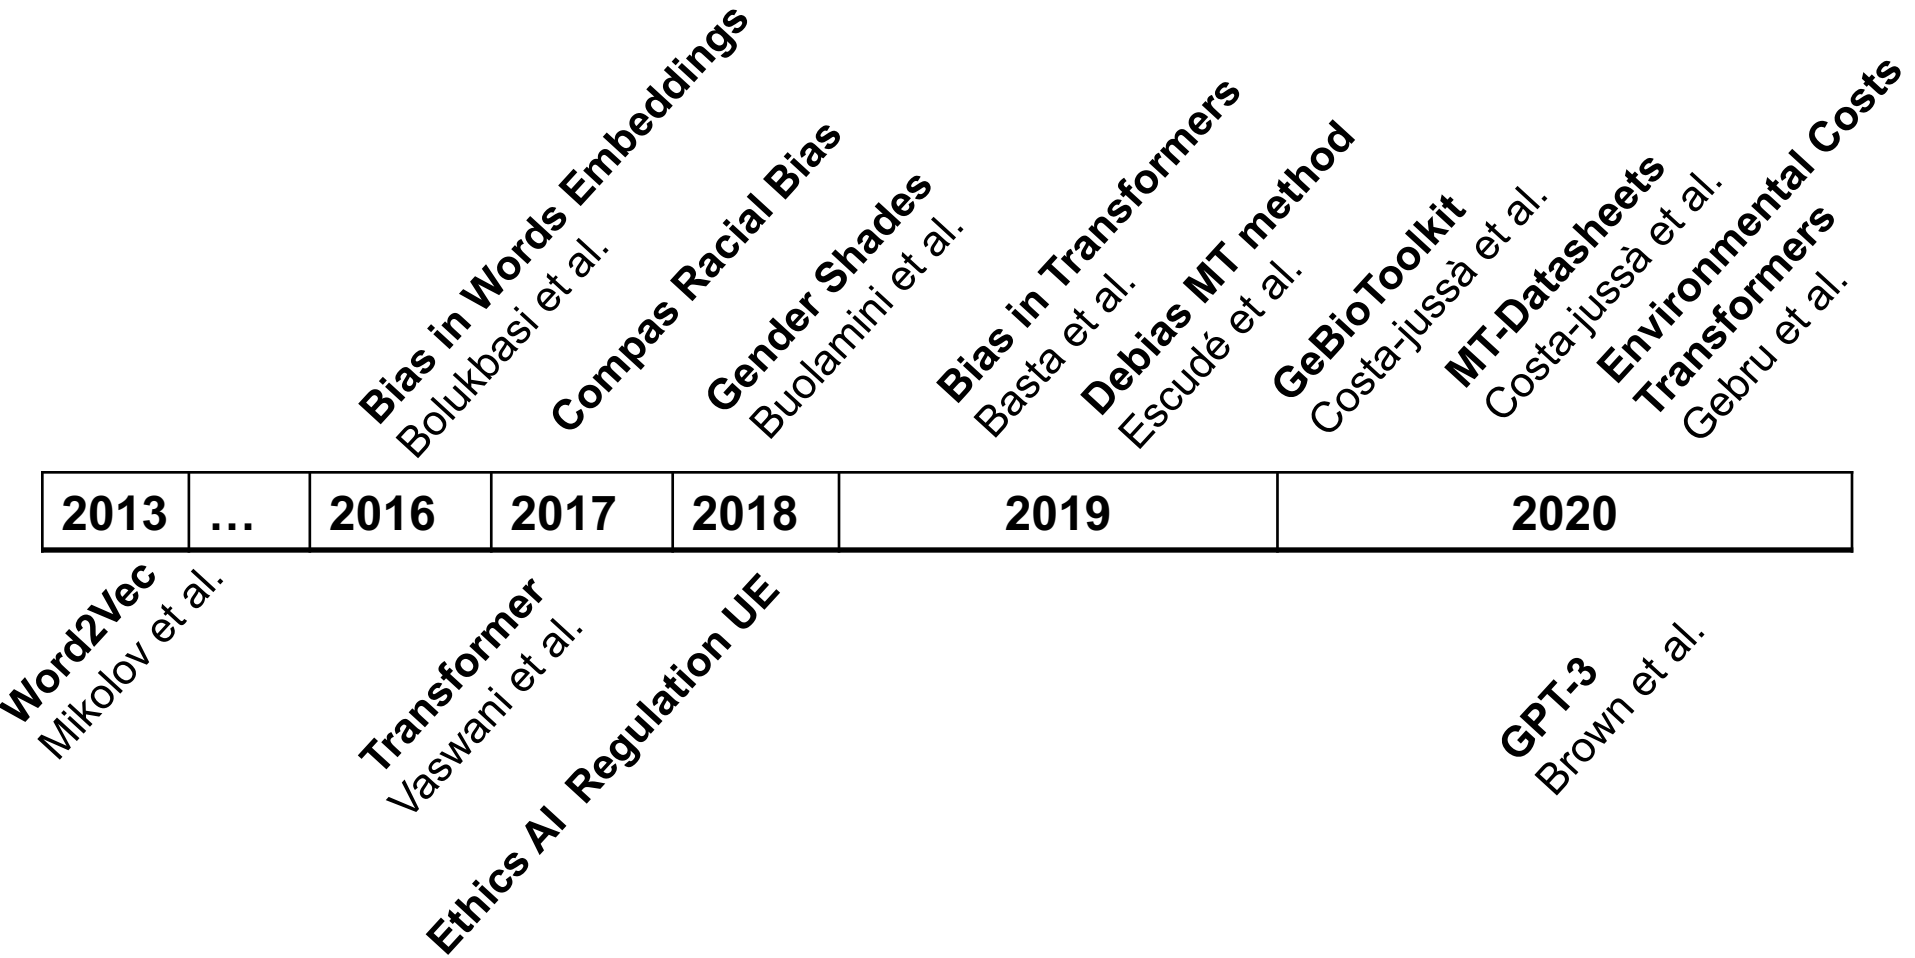 Bias in Words Embeddings
Bolukbasi et al.
Compas Racial Bias
Gender Shades
Buolamini et al.
Bias in Transformers
Basta et al.
Debias MT method
Escudé et al.
GeBioToolkit
Costa-jussà et al.
MT-Datasheets
Costa-jussà et al.
Environmental Costs
Transformers
Gebru et al.
2013
...
2016
2017
2018
2019
2020
Word2Vec
Mikolov et al.
Transformer
Vaswani et al.
Ethics AI Regulation UE
GPT-3
Brown et al.